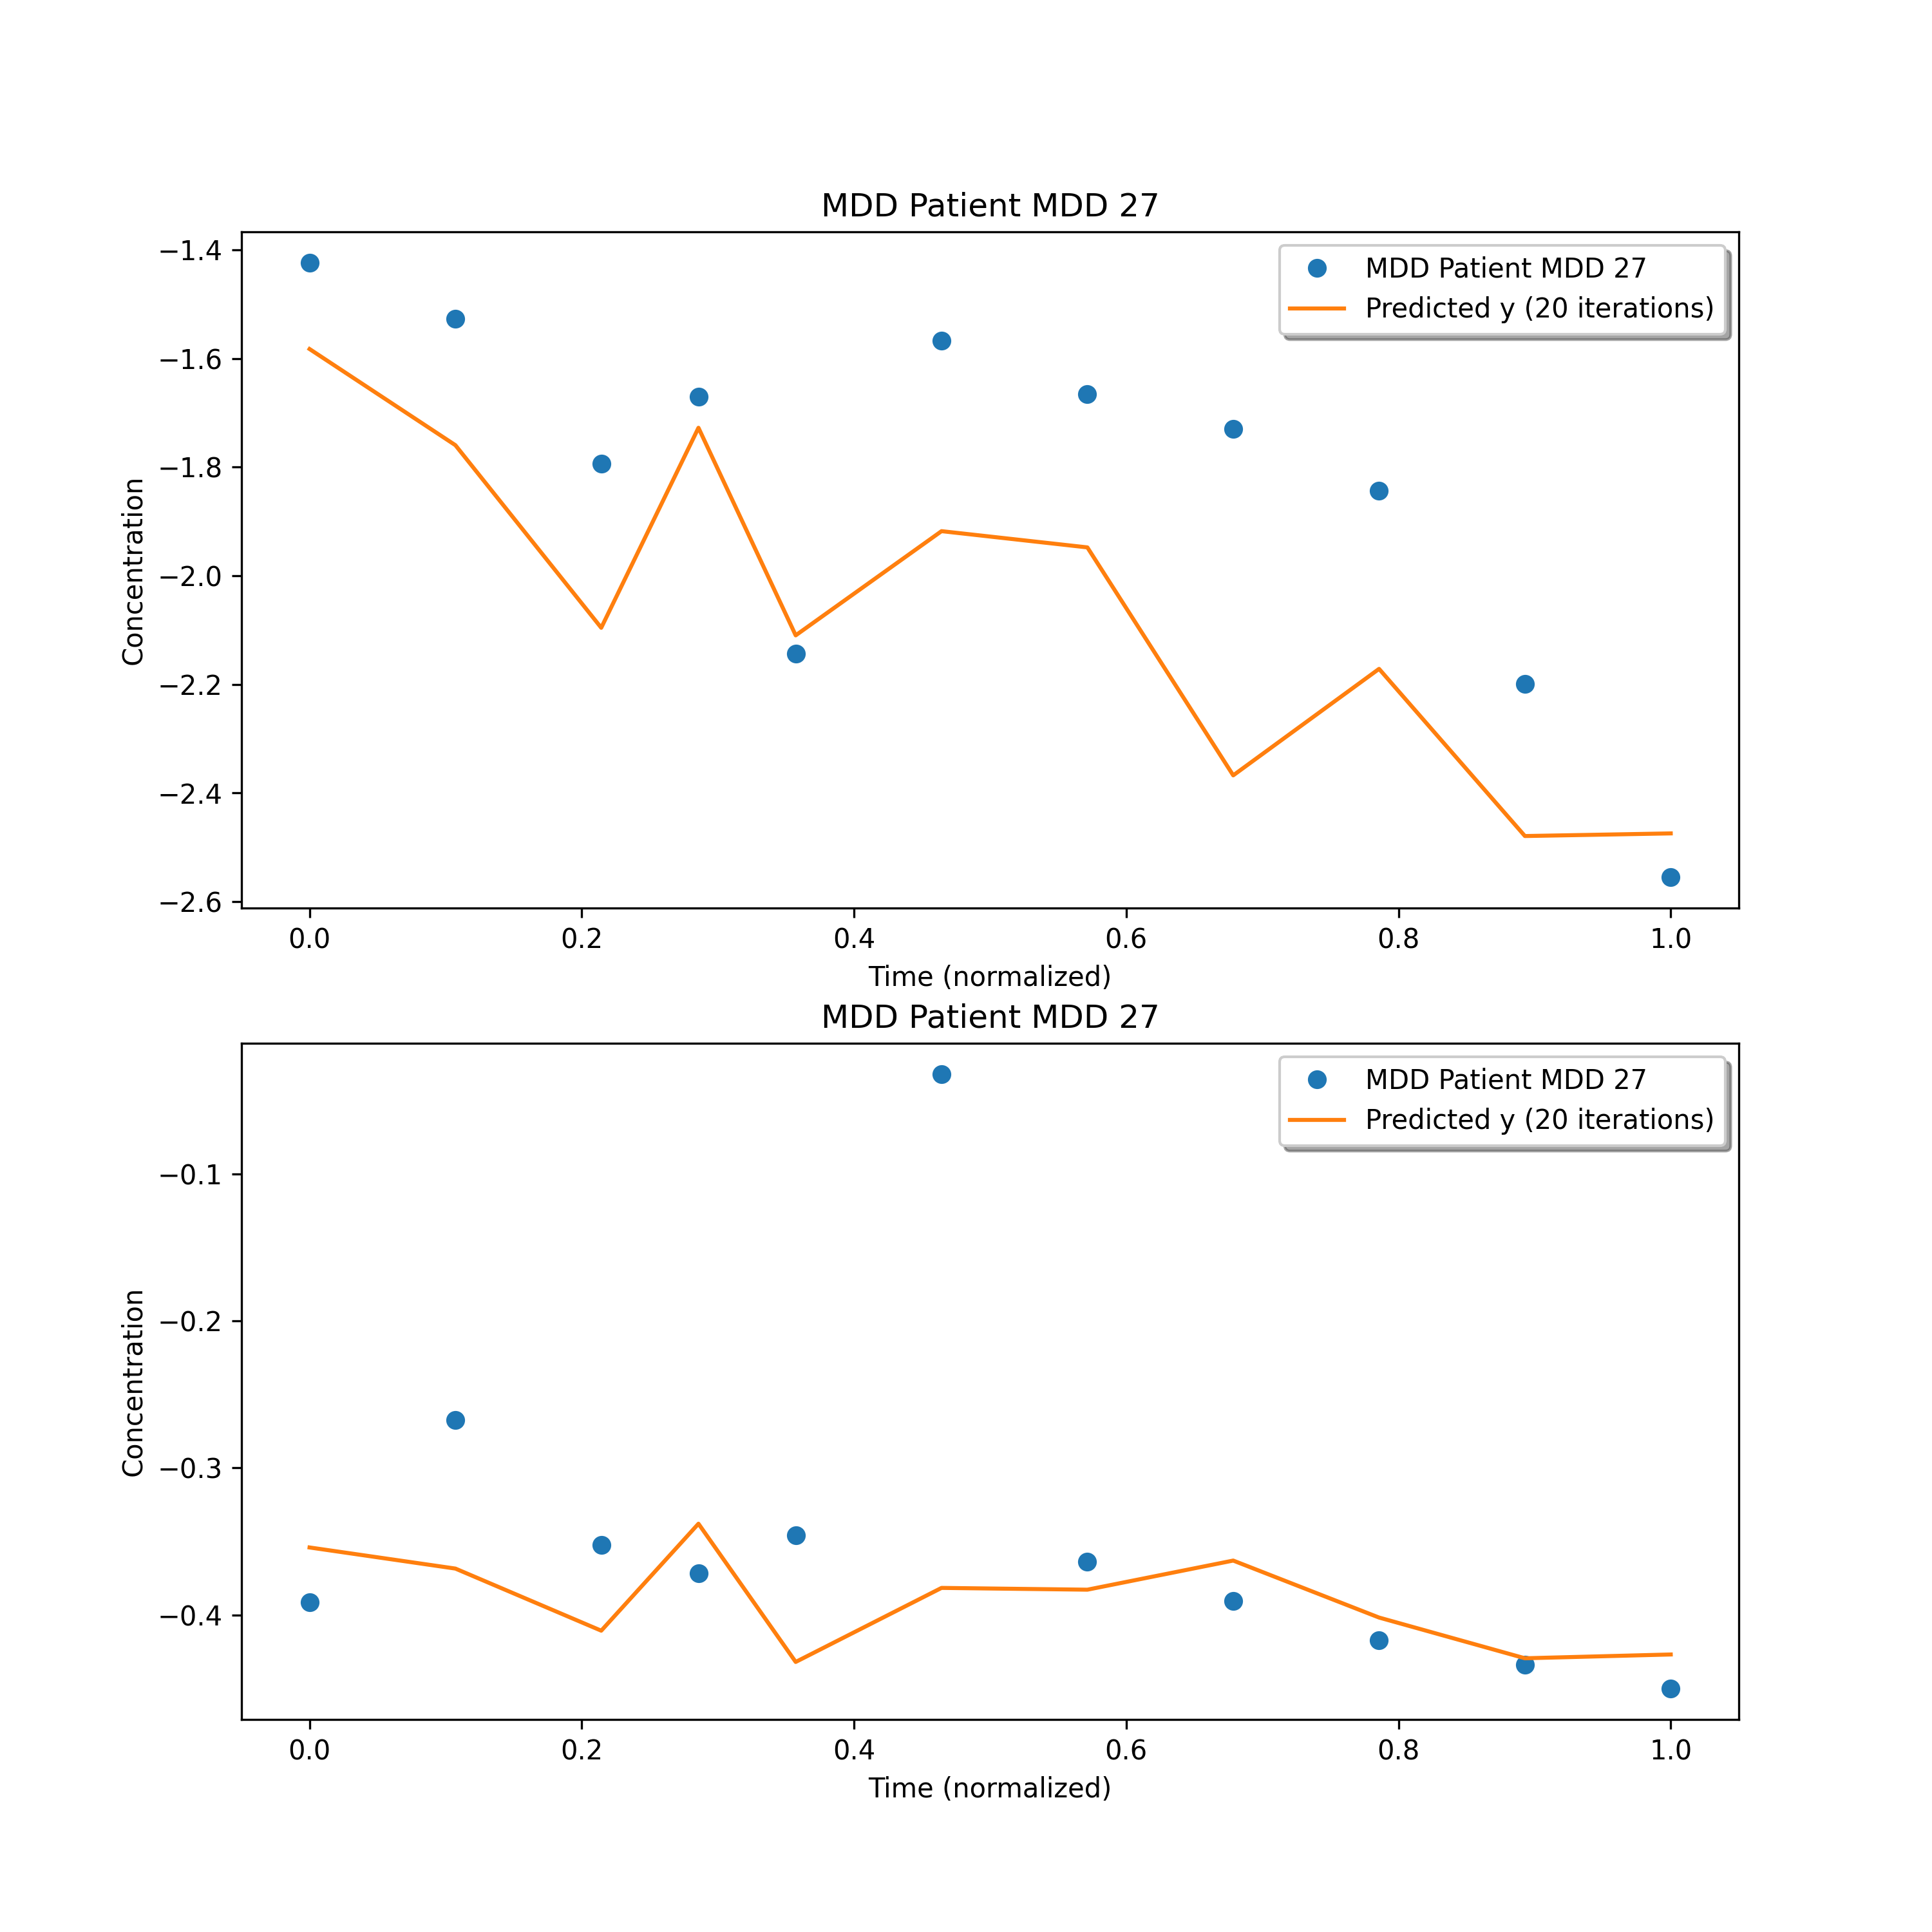 MDD Patient MDD 27
MDD Patient MDD 27
Predicted y (20 iterations)
Concentration
−1.4
−1.6
−1.8
−2.0
−2.2
−2.4
−2.6
0.0 0.2 0.4 0.6 0.8 1.0
Time (normalized)
MDD Patient MDD 27
MDD Patient MDD 27
Predicted y (20 iterations)
Concentration
−0.1
−0.2
−0.3
−0.4
0.0 0.2 0.4 0.6 0.8 1.0
Time (normalized)